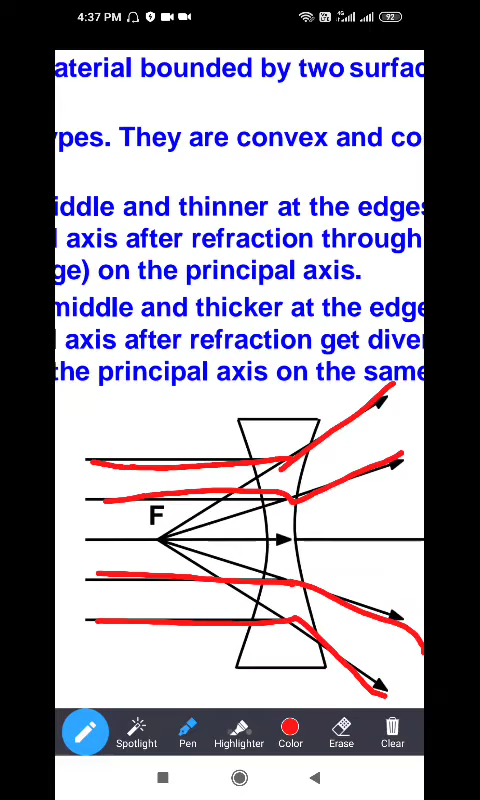 4:37 PM
4G
92
aterial bounded by two surfac
ypes. They are convex and co
iddle and thinner at the edges
l axis after refraction through
ge) on the principal axis.
middle and thicker at the edge
l axis after refraction get diver
the principal axis on the same
F
Spotlight Pen Highlighter Color Erase Clear